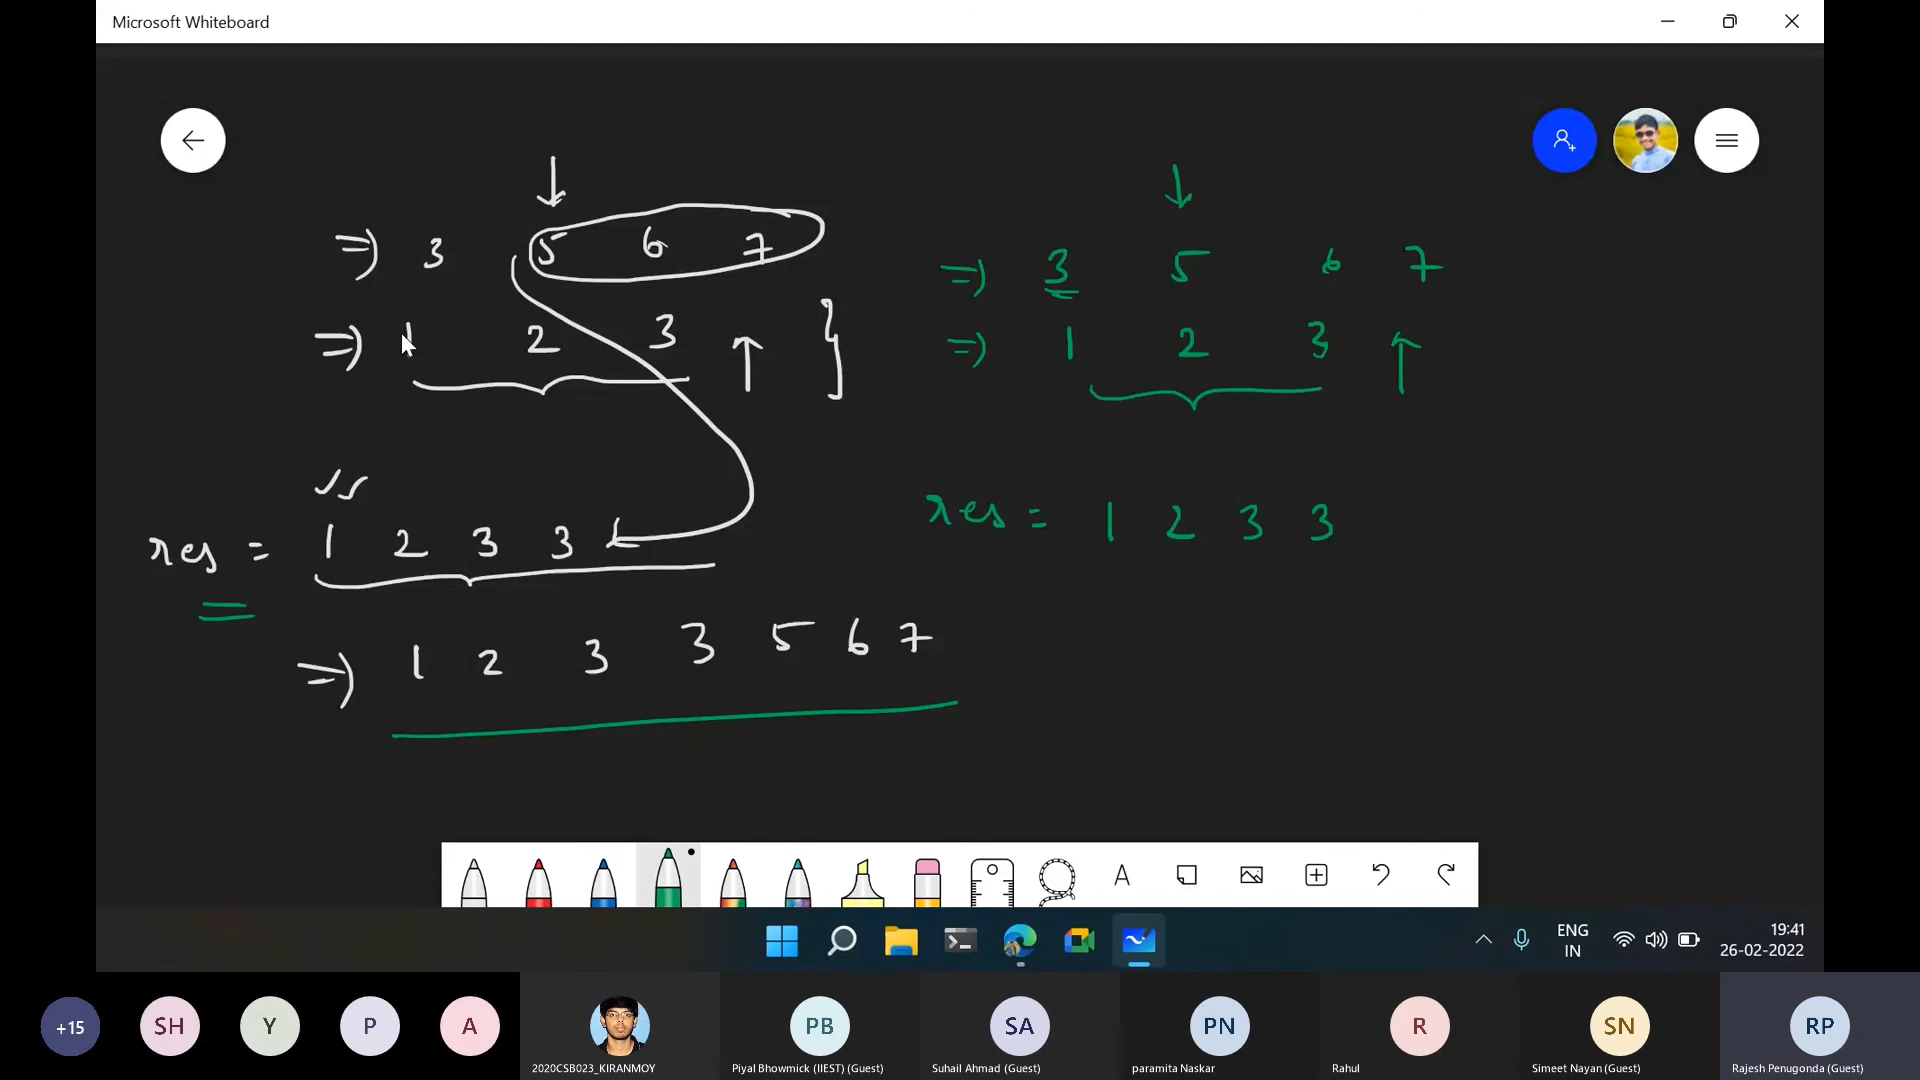 Microsoft Whiteboard
=) 3 5 6 7
=) 1 2 3 }
res = 1 2 3 3
=) 1 2 3 3 5 6 7
=) 3 5 6 7
=) 1 2 3
res = 1 2 3 3
A
ENG
IN
19:41
26-02-2022
+15
SH
Y
P
A
2020CSB023_KIRANMOY
PB
Piyal Bhowmick (IIEST) (Guest)
SA
Suhail Ahmad (Guest)
PN
paramita Naskar
R
Rahul
SN
Simeet Nayan (Guest)
RP
Rajesh Penugonda (Guest)